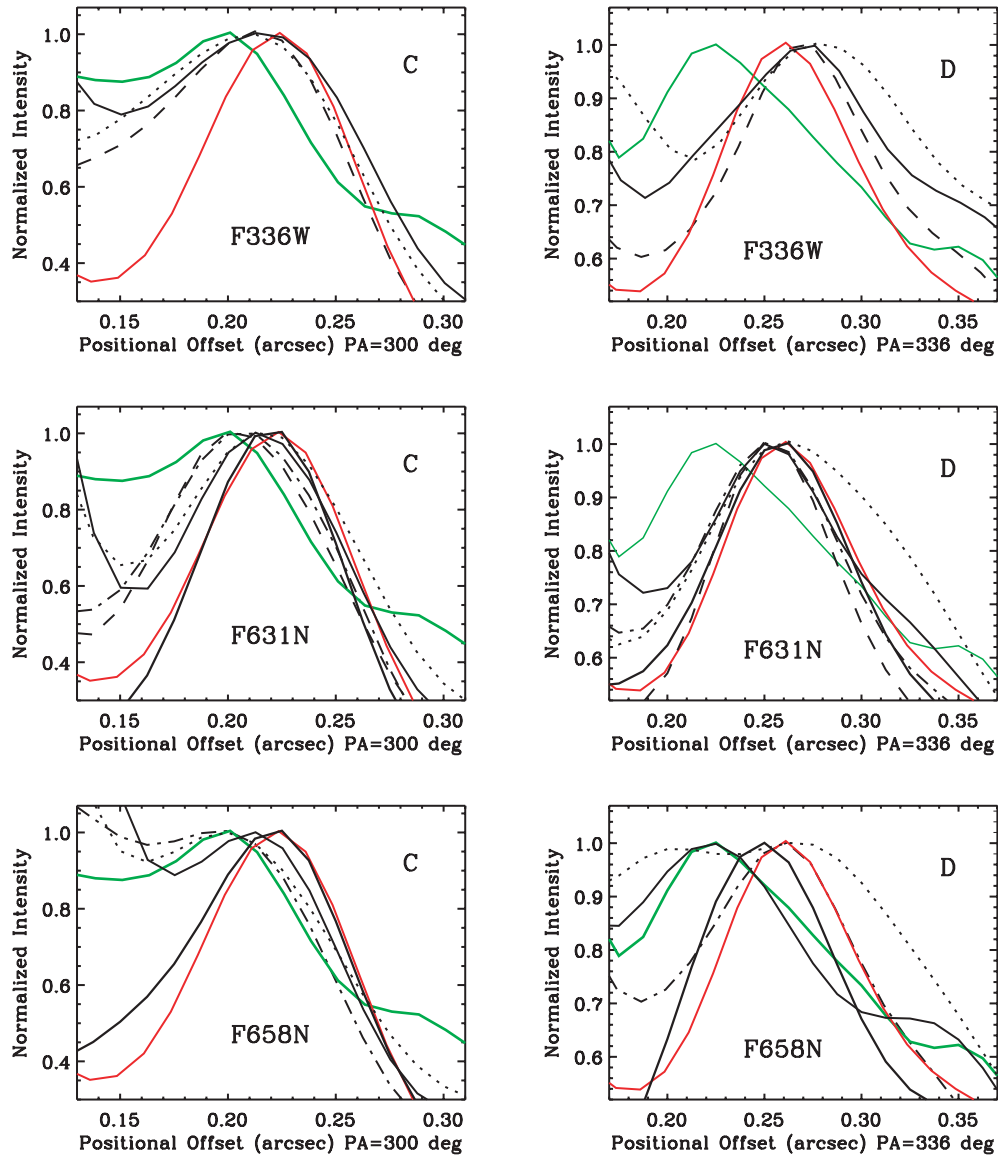 Normalized Intensity
1.0
0.8
0.6
0.4
C
F336W
0.15 0.20 0.25 0.30
Positional Offset (arcsec) PA=300 deg
Normalized Intensity
1.0
0.9
0.8
0.7
0.6
D
F336W
0.20 0.25 0.30 0.35
Positional Offset (arcsec) PA=336 deg
Normalized Intensity
1.0
0.8
0.6
0.4
C
F631N
0.15 0.20 0.25 0.30
Positional Offset (arcsec) PA=300 deg
Normalized Intensity
1.0
0.9
0.8
0.7
0.6
D
F631N
0.20 0.25 0.30 0.35
Positional Offset (arcsec) PA=336 deg
Normalized Intensity
1.0
0.8
0.6
0.4
C
F658N
0.15 0.20 0.25 0.30
Positional Offset (arcsec) PA=300 deg
Normalized Intensity
1.0
0.9
0.8
0.7
0.6
D
F658N
0.20 0.25 0.30 0.35
Positional Offset (arcsec) PA=336 deg